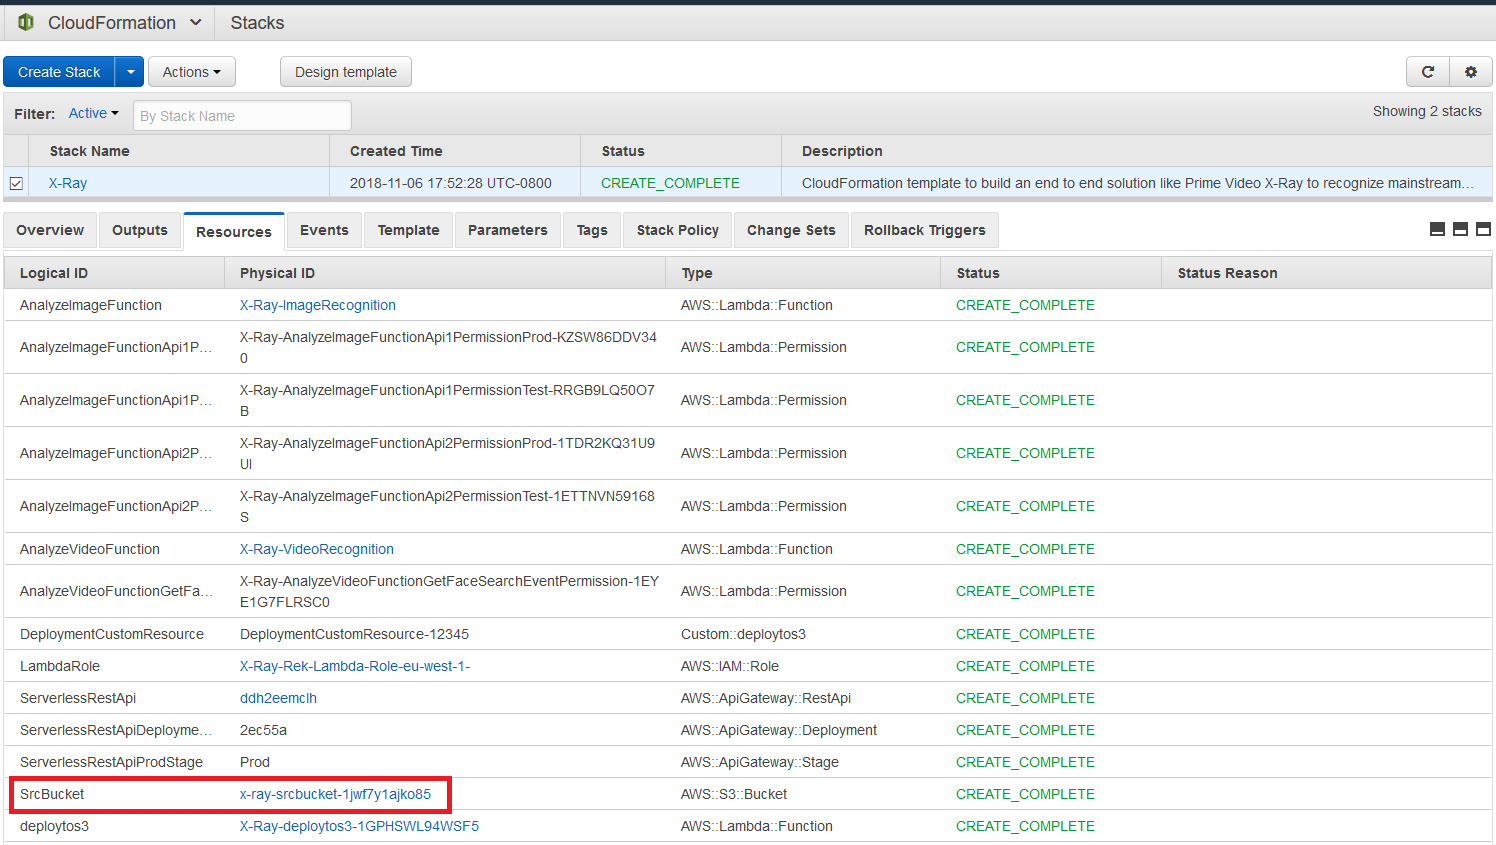 CloudFormation Stacks
Create Stack Actions Design template
Filter: Active By Stack Name Showing 2 stacks
Stack Name Created Time Status Description
X-Ray 2018-11-06 17:52:28 UTC-0800 CREATE_COMPLETE CloudFormation template to build an end to end solution like Prime Video X-Ray to recognize mainstream…
Overview Outputs Resources Events Template Parameters Tags Stack Policy Change Sets Rollback Triggers
Logical ID Physical ID Type Status Status Reason
AnalyzeImageFunction X-Ray-ImageRecognition AWS::Lambda::Function CREATE_COMPLETE
AnalyzeImageFunctionApi1P… X-Ray-AnalyzeImageFunctionApi1PermissionProd-KZSW86DDV34 AWS::Lambda::Permission CREATE_COMPLETE
0
AnalyzeImageFunctionApi1P… X-Ray-AnalyzeImageFunctionApi1PermissionTest-RRGB9LQ50O7 AWS::Lambda::Permission CREATE_COMPLETE
B
AnalyzeImageFunctionApi2P… X-Ray-AnalyzeImageFunctionApi2PermissionProd-1TDR2KQ31U9 AWS::Lambda::Permission CREATE_COMPLETE
UI
AnalyzeImageFunctionApi2P… X-Ray-AnalyzeImageFunctionApi2PermissionTest-1ETTNVN59168 AWS::Lambda::Permission CREATE_COMPLETE
S
AnalyzeVideoFunction X-Ray-VideoRecognition AWS::Lambda::Function CREATE_COMPLETE
AnalyzeVideoFunctionGetFa… X-Ray-AnalyzeVideoFunctionGetFaceSearchEventPermission-1EY AWS::Lambda::Permission CREATE_COMPLETE
E1G7FLRSC0
DeploymentCustomResource DeploymentCustomResource-12345 Custom::deploytos3 CREATE_COMPLETE
LambdaRole X-Ray-Rek-Lambda-Role-eu-west-1- AWS::IAM::Role CREATE_COMPLETE
ServerlessRestApi ddh2eemclh AWS::ApiGateway::RestApi CREATE_COMPLETE
ServerlessRestApiDeployme… 2ec55a AWS::ApiGateway::Deployment CREATE_COMPLETE
ServerlessRestApiProdStage Prod AWS::ApiGateway::Stage CREATE_COMPLETE
SrcBucket x-ray-srcbucket-1jwf7y1ajko85 AWS::S3::Bucket CREATE_COMPLETE
deploytos3 X-Ray-deploytos3-1GPHSWL94WSF5 AWS::Lambda::Function CREATE_COMPLETE